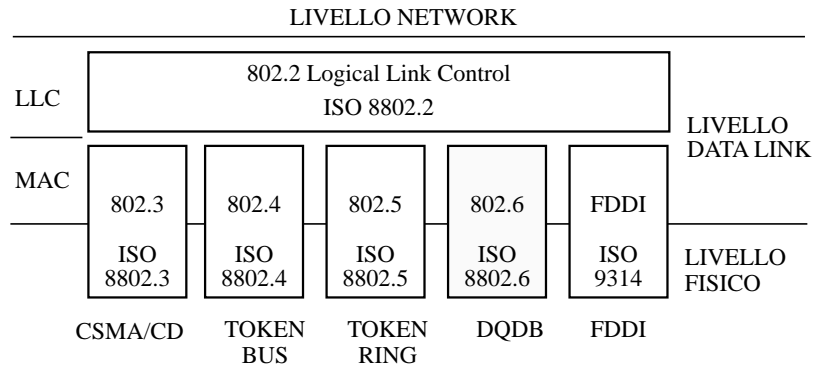 LIVELLO NETWORK
802.2 Logical Link Control
ISO 8802.2
LLC
LIVELLO
DATA LINK
MAC
802.3
802.4
802.5
802.6
FDDI
ISO
8802.3
ISO
8802.4
ISO
8802.5
ISO
8802.6
ISO
9314
LIVELLO
FISICO
CSMA/CD
TOKEN
BUS
TOKEN
RING
DQDB
FDDI